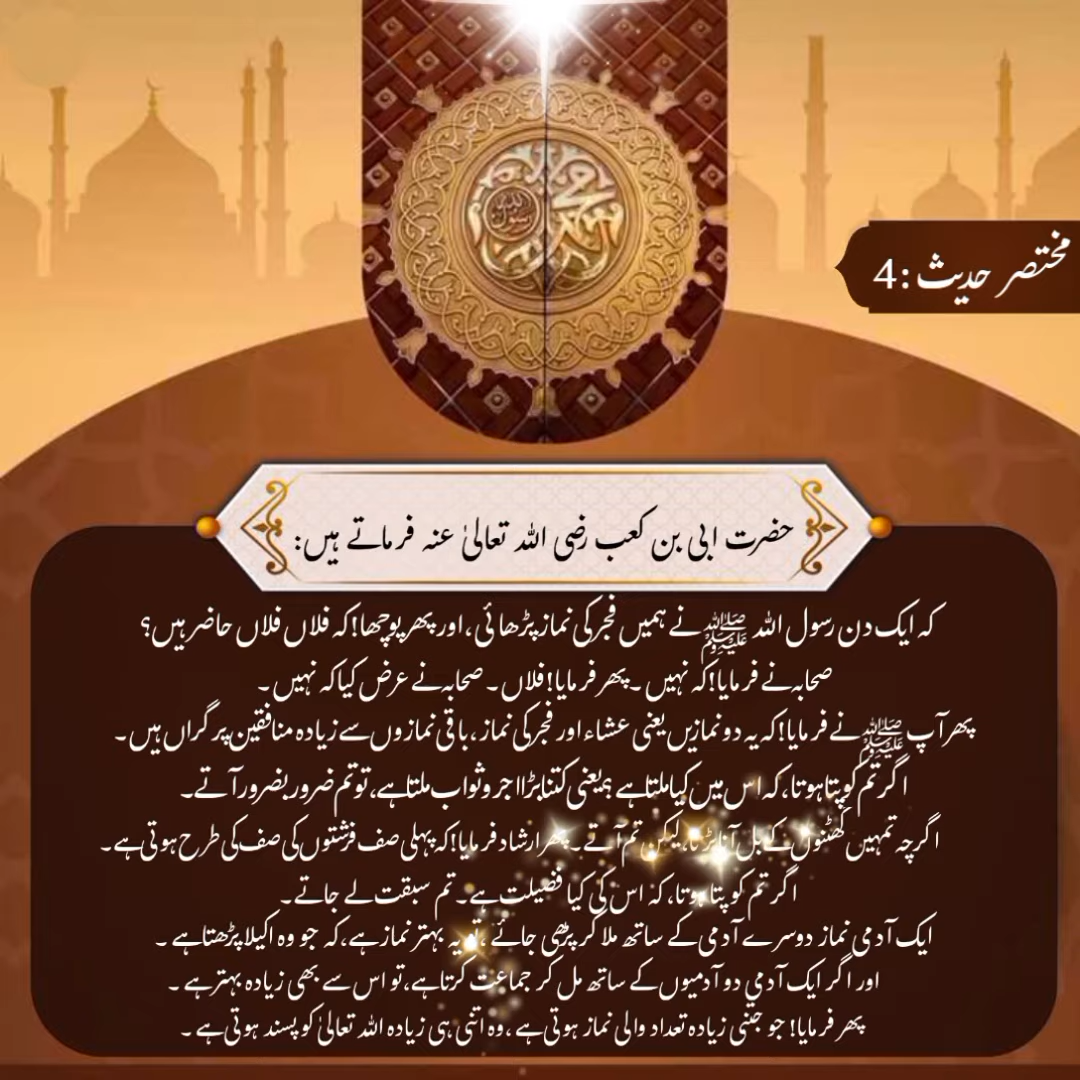 محمد
رسول الله
مختصر حدیث :4
حضرت ابی بن کعب رضی اللہ تعالیٰ عنہ فرماتے ہیں:
کہ ایک دن رسول اللہ ﷺ نے ہمیں فجر کی نماز پڑھائی، اور پھر پوچھا! کہ فلاں فلاں حاضر ہیں؟
صحابہ نے فرمایا! کہ نہیں۔ پھر فرمایا! فلاں۔ صحابہ نے عرض کیا کہ نہیں۔
پھر آپ ﷺ نے فرمایا! کہ یہ دو نمازیں یعنی عشاء اور فجر کی نماز، باقی نمازوں سے زیادہ منافقین پر گراں ہیں۔
اگر تم کو پتا ہوتا، کہ اس میں کیا ملتا ہے؟ یعنی کتنا بڑا اجر و ثواب ملتا ہے، تو تم ضرور بضرور آتے۔
اگرچہ تمہیں گھٹنوں کے بل آنا پڑتا، لیکن تم آتے۔ پھر ارشاد فرمایا! کہ پہلی صف فرشتوں کی صف کی طرح ہوتی ہے۔
اگر تم کو پتا ہوتا، کہ اس کی کیا فضیلت ہے۔ تم سبقت لے جاتے۔
ایک آدمی نماز دوسرے آدمی کے ساتھ ملا کر پڑھی جائے، تو یہ بہتر نماز ہے، کہ جو وہ اکیلا پڑھتا ہے۔
اور اگر ایک آدمی دو آدمیوں کے ساتھ مل کر جماعت کرتا ہے، تو اس سے بھی زیادہ بہتر ہے۔
پھر فرمایا! جو جتنی زیادہ تعداد والی نماز ہوتی ہے، وہ اتنی ہی زیادہ اللہ تعالیٰ کو پسند ہوتی ہے۔